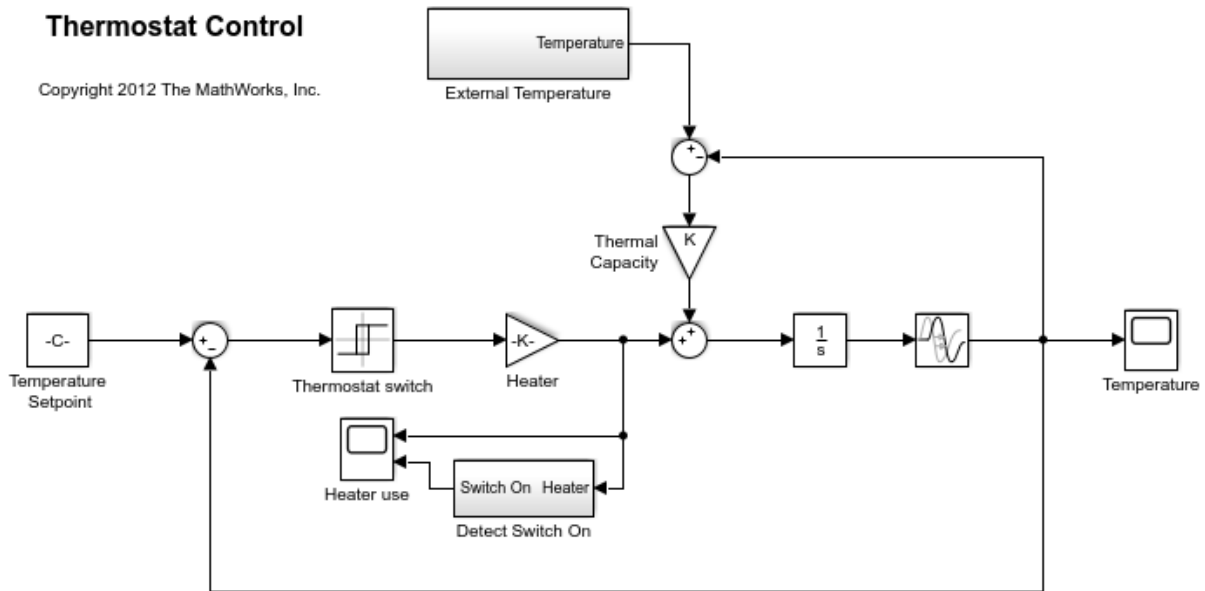 Thermostat Control
Copyright 2012 The MathWorks, Inc.
Temperature
External Temperature
+
−
K
Thermal
Capacity
-C-
Temperature
Setpoint
+
−
Thermostat switch
-K-
Heater
+
+
1
s
Temperature
Heater use
Switch On Heater
Detect Switch On